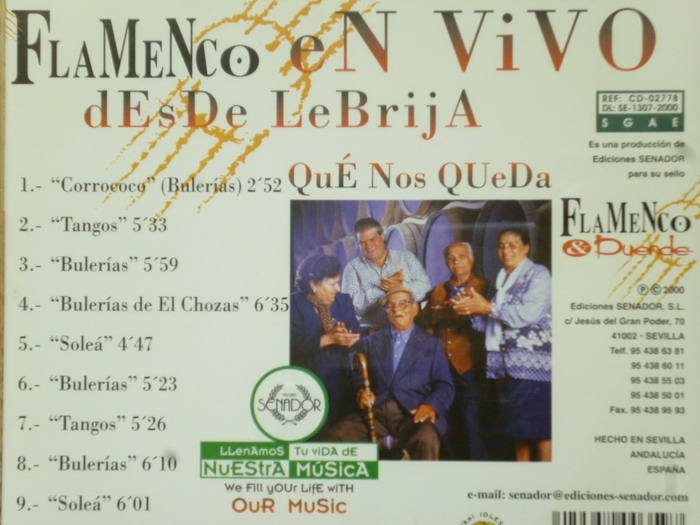 FLaMeNco eN ViVO
dEsDe LeBrijA
QuÉ Nos QUeDa
1.- “Corrococo” (Bulerías) 2´52
2.- “Tangos” 5´33
3.- “Bulerías” 5´59
4.- “Bulerías de El Chozas” 6´35
5.- “Soleá” 4´47
6.- “Bulerías” 5´23
7.- “Tangos” 5´26
8.- “Bulerías” 6´10
9.- “Soleá” 6´01
SENADOR
LLenAmoS Tu viDa dE
NuEStrA MÚSiCA
We Fill yOUr LifE wiTH
OuR MuSic
REF: CD-02778
DL: SE-1307-2000
S G A E
Es una producción de
Ediciones SENADOR
para su sello
FLaMeNco
& Duende
℗ © 2000
Ediciones SENADOR, S.L.
c/ Jesús del Gran Poder, 70
41002 - SEVILLA
Telf. 95 438 63 81
95 438 60 11
95 438 55 03
95 438 50 01
Fax. 95 438 95 93
HECHO EN SEVILLA
ANDALUCÍA
ESPAÑA
e-mail: senador@ediciones-senador.com